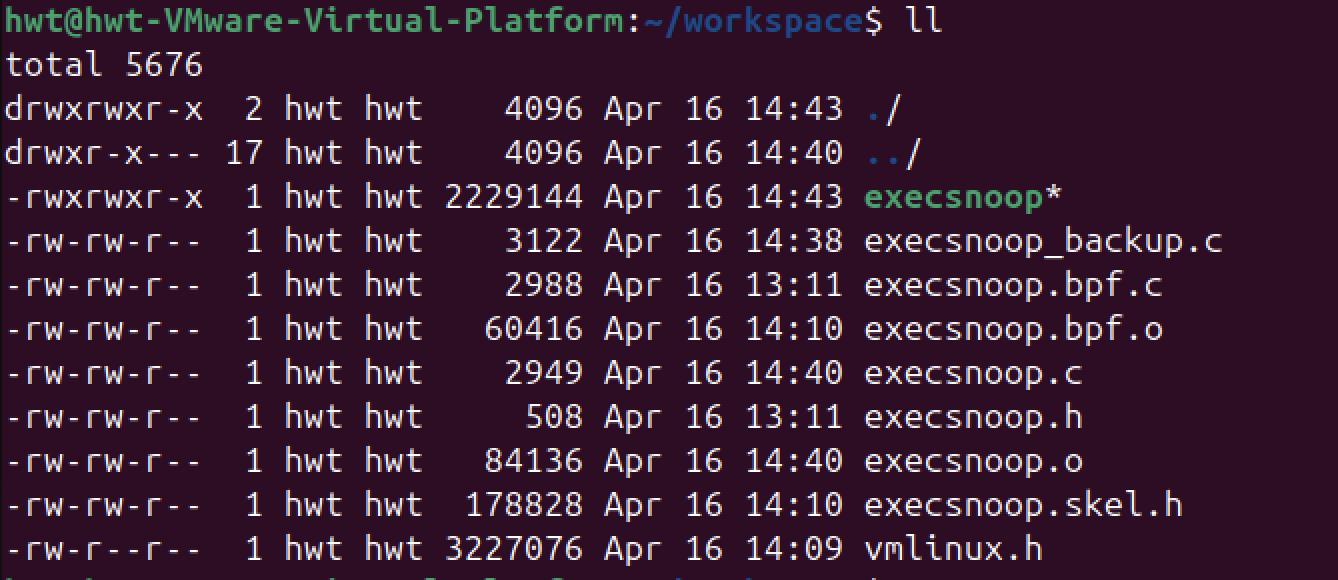 hwt@hwt-VMware-Virtual-Platform:~/workspace$ ll
total 5676
drwxrwxr-x  2 hwt hwt    4096 Apr 16 14:43 ./
drwxr-x--- 17 hwt hwt    4096 Apr 16 14:40 ../
-rwxrwxr-x  1 hwt hwt 2229144 Apr 16 14:43 execsnoop*
-rw-rw-r--  1 hwt hwt    3122 Apr 16 14:38 execsnoop_backup.c
-rw-rw-r--  1 hwt hwt    2988 Apr 16 13:11 execsnoop.bpf.c
-rw-rw-r--  1 hwt hwt   60416 Apr 16 14:10 execsnoop.bpf.o
-rw-rw-r--  1 hwt hwt    2949 Apr 16 14:40 execsnoop.c
-rw-rw-r--  1 hwt hwt     508 Apr 16 13:11 execsnoop.h
-rw-rw-r--  1 hwt hwt   84136 Apr 16 14:40 execsnoop.o
-rw-rw-r--  1 hwt hwt  178828 Apr 16 14:10 execsnoop.skel.h
-rw-r--r--  1 hwt hwt 3227076 Apr 16 14:09 vmlinux.h